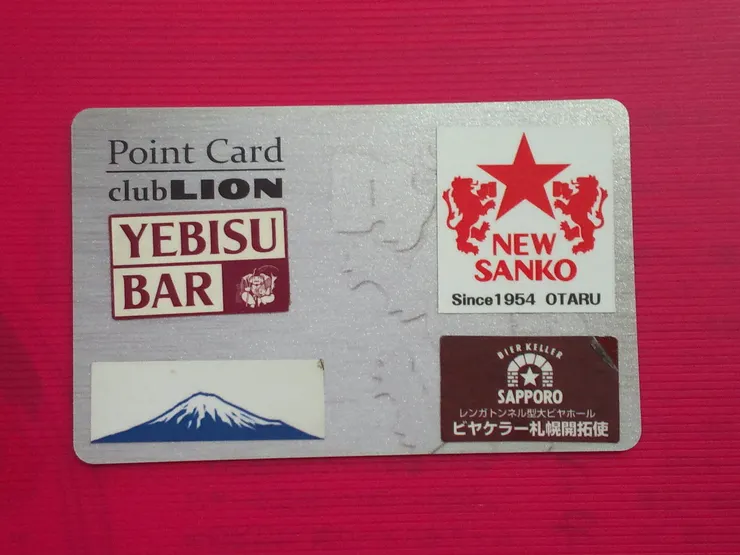 Point Card
clubLION
YEBISU
BAR
NEW
SANKO
Since1954 OTARU
BIER KELLER
SAPPORO
レンガトンネル型大ビヤホール
ビヤケラー札幌開拓使